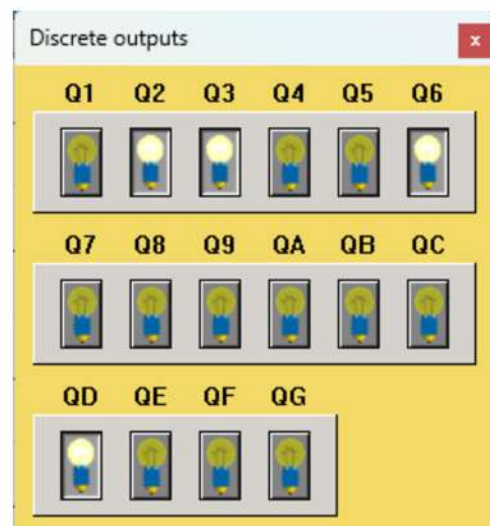 Discrete outputs x
Q1 Q2 Q3 Q4 Q5 Q6
Q7 Q8 Q9 QA QB QC
QD QE QF QG